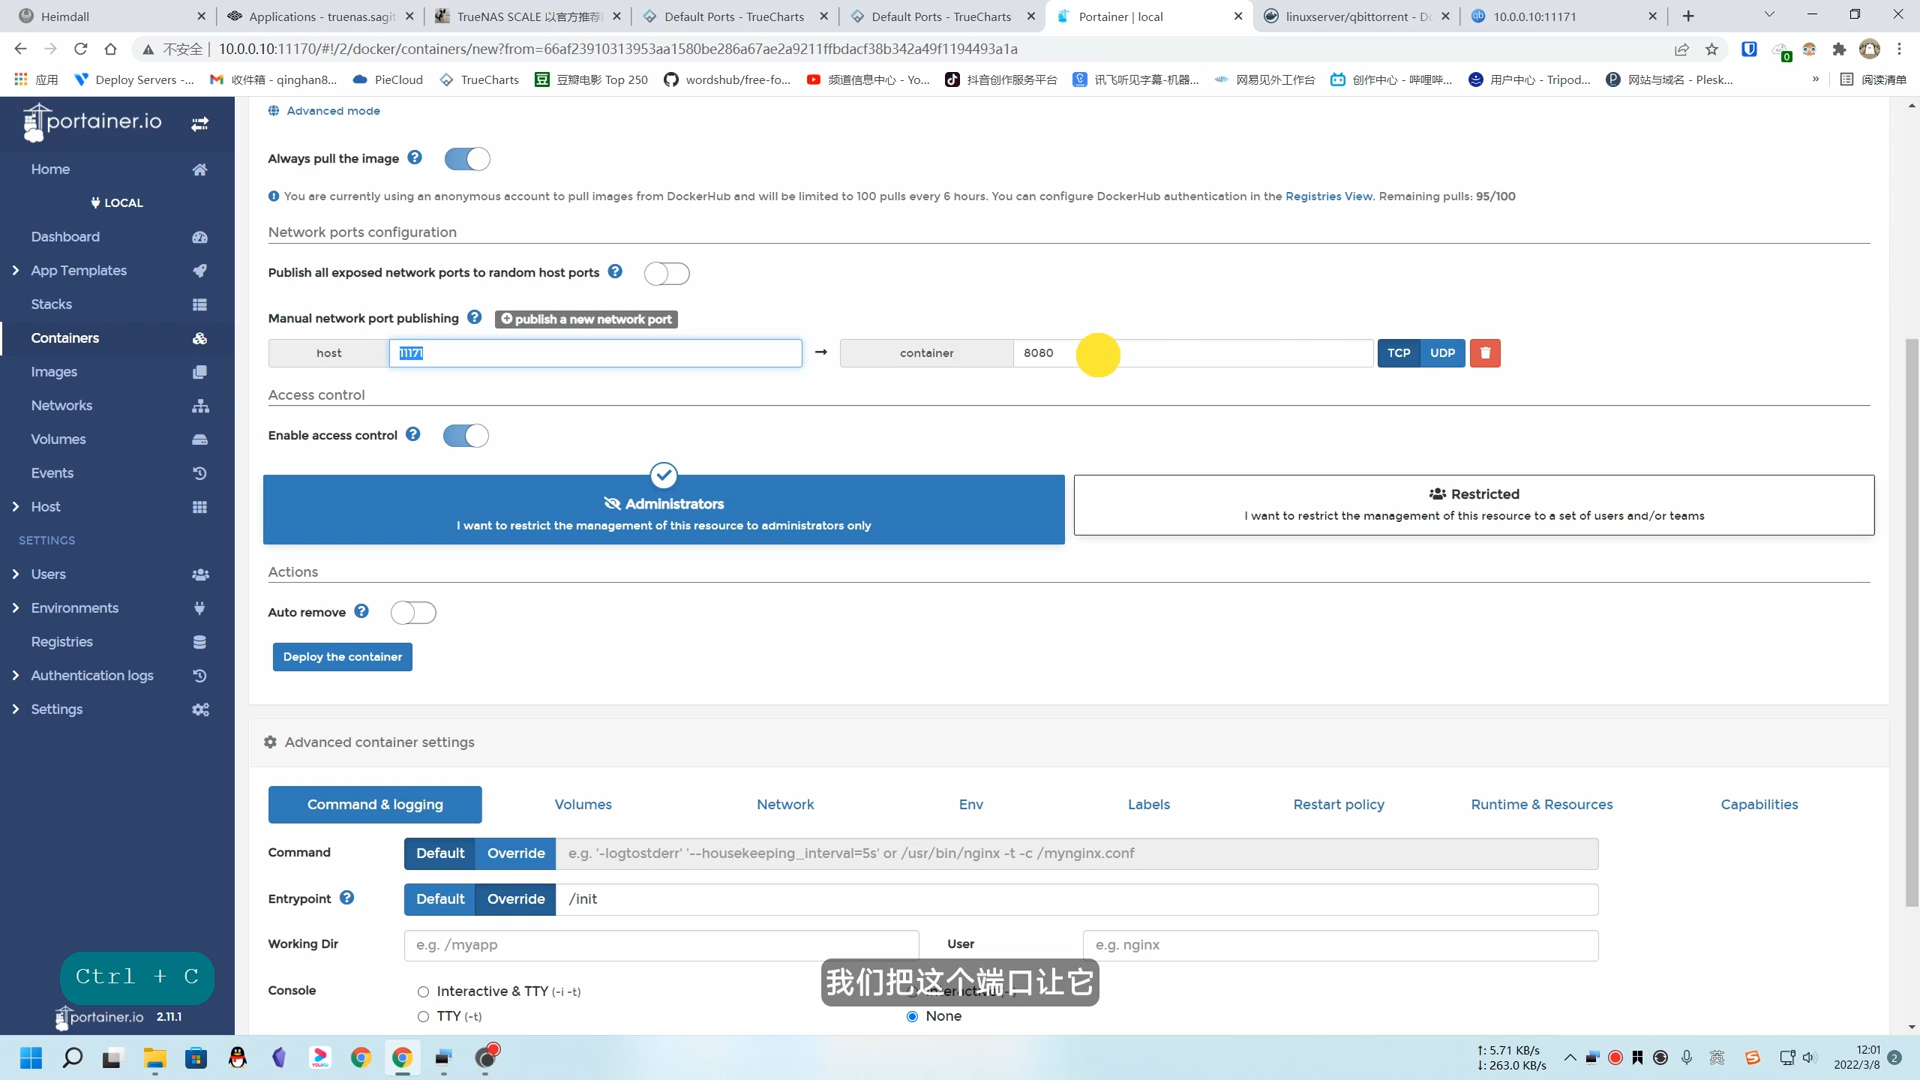 Heimdall
Applications - truenas.sagit
TrueNAS SCALE 以官方推荐
Default Ports - TrueCharts
Default Ports - TrueCharts
Portainer | local
linuxserver/qbittorrent - Do
10.0.0.10:11171
不安全 | 10.0.0.10:11170/#!/2/docker/containers/new?from=66af23910313953aa1580be286a67ae2a9211ffbdacf38b342a49f1194493a1a
应用
Deploy Servers -...
收件箱 - qinghan8...
PieCloud
TrueCharts
豆瓣电影 Top 250
wordshub/free-fo...
频道信息中心 - Yo...
抖音创作服务平台
讯飞听见字幕-机器...
网易见外工作台
创作中心 - 哔哩哔...
用户中心 - Tripod...
网站与域名 - Plesk...
»
阅读清单
portainer.io
Home
LOCAL
Dashboard
App Templates
Stacks
Containers
Images
Networks
Volumes
Events
Host
SETTINGS
Users
Environments
Registries
Authentication logs
Settings
Ctrl + C
portainer.io 2.11.1
Advanced mode
Always pull the image
You are currently using an anonymous account to pull images from DockerHub and will be limited to 100 pulls every 6 hours. You can configure DockerHub authentication in the Registries View. Remaining pulls: 95/100
Network ports configuration
Publish all exposed network ports to random host ports
Manual network port publishing
publish a new network port
host 11171 → container 8080 TCP UDP
Access control
Enable access control
Administrators
I want to restrict the management of this resource to administrators only
Restricted
I want to restrict the management of this resource to a set of users and/or teams
Actions
Auto remove
Deploy the container
Advanced container settings
Command & logging
Volumes
Network
Env
Labels
Restart policy
Runtime & Resources
Capabilities
Command Default Override e.g. '-logtostderr' '--housekeeping_interval=5s' or /usr/bin/nginx -t -c /mynginx.conf
Entrypoint Default Override /init
Working Dir e.g. /myapp User e.g. nginx
Console Interactive & TTY (-i -t)
TTY (-t) None
我们把这个端口让它
↑: 5.71 KB/s
↓: 263.0 KB/s
英
12:01
2022/3/8
2